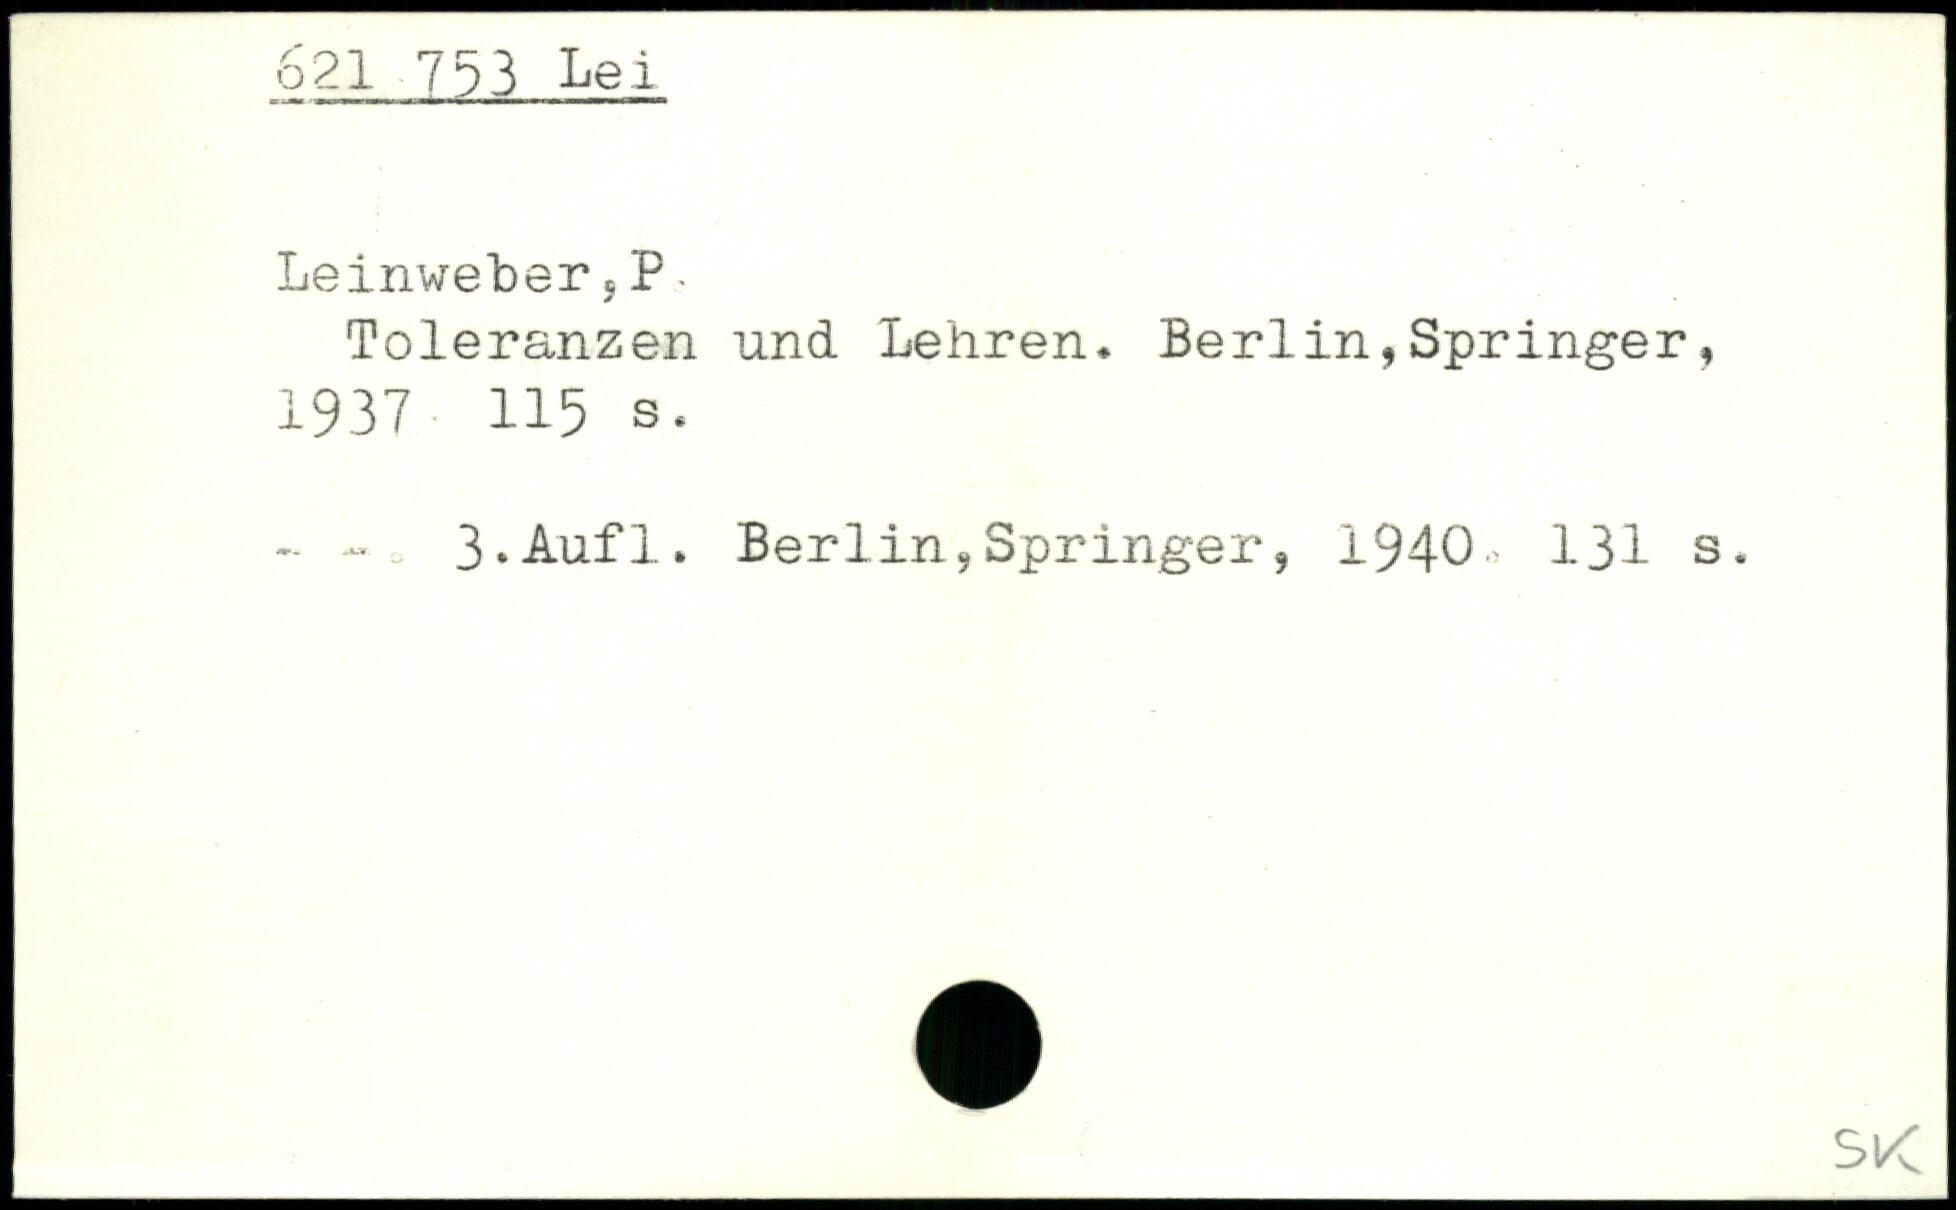 621.753 Lei
Leinweber,P.
Toleranzen und Lehren. Berlin,Springer,
1937. 115 s.
- -. 3.Aufl. Berlin,Springer, 1940. 131 s.
SK